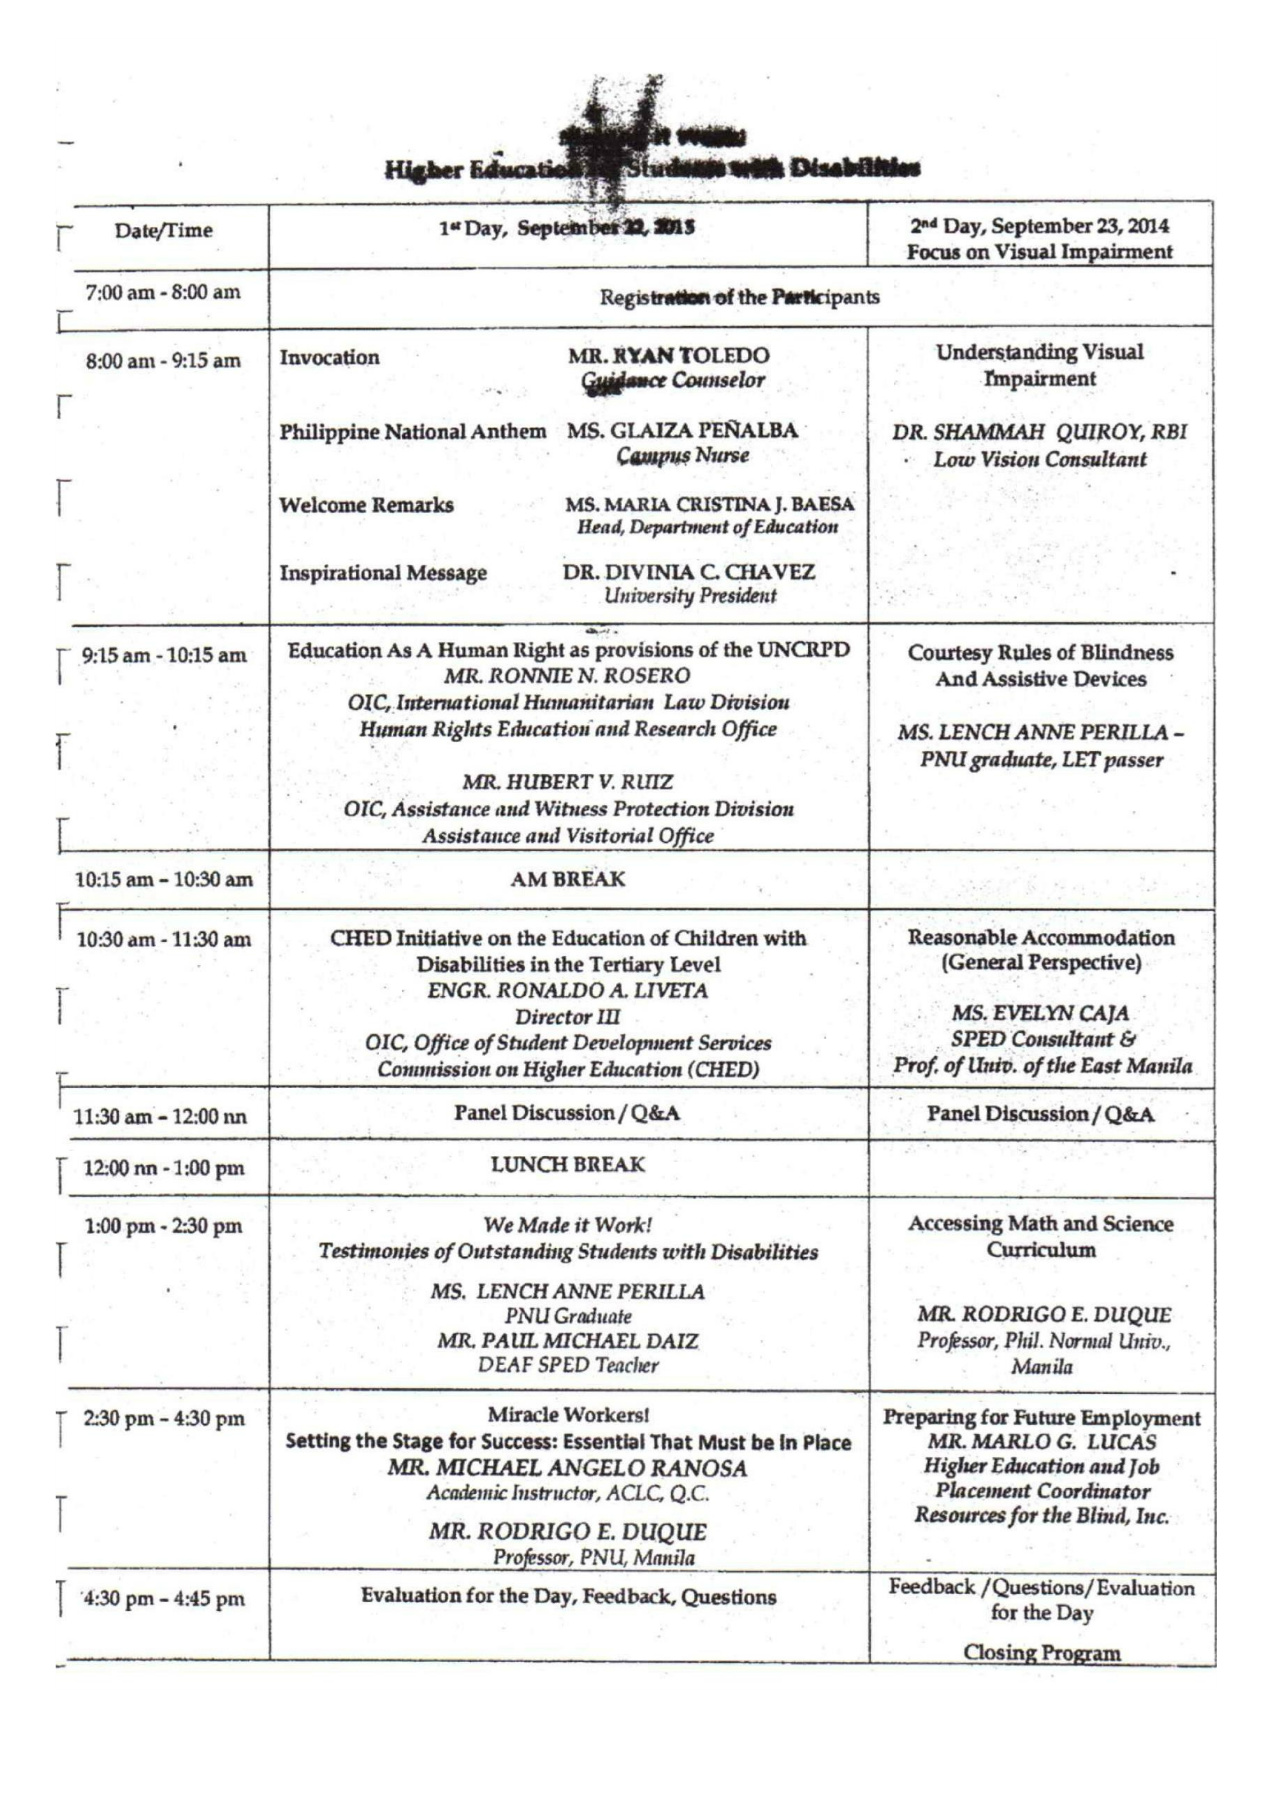 Higher Education for Students with Disabilities
Date/Time
1st Day, September 22, 2015
2nd Day, September 23, 2014
Focus on Visual Impairment
7:00 am - 8:00 am
Registration of the Participants
8:00 am - 9:15 am
Invocation
MR. RYAN TOLEDO
Guidance Counselor
Philippine National Anthem
MS. GLAIZA PEÑALBA
Campus Nurse
Welcome Remarks
MS. MARIA CRISTINA J. BAESA
Head, Department of Education
Inspirational Message
DR. DIVINIA C. CHAVEZ
University President
Understanding Visual
Impairment
DR. SHAMMAH QUIROY, RBI
Low Vision Consultant
9:15 am - 10:15 am
Education As A Human Right as provisions of the UNCRPD
MR. RONNIE N. ROSERO
OIC, International Humanitarian Law Division
Human Rights Education and Research Office
MR. HUBERT V. RUIZ
OIC, Assistance and Witness Protection Division
Assistance and Visitorial Office
Courtesy Rules of Blindness
And Assistive Devices
MS. LENCH ANNE PERILLA –
PNU graduate, LET passer
10:15 am – 10:30 am
AM BREAK
10:30 am - 11:30 am
CHED Initiative on the Education of Children with
Disabilities in the Tertiary Level
ENGR. RONALDO A. LIVETA
Director III
OIC, Office of Student Development Services
Commission on Higher Education (CHED)
Reasonable Accommodation
(General Perspective)
MS. EVELYN CAJA
SPED Consultant &
Prof. of Univ. of the East Manila
11:30 am – 12:00 nn
Panel Discussion / Q&A
Panel Discussion / Q&A
12:00 nn - 1:00 pm
LUNCH BREAK
1:00 pm - 2:30 pm
We Made it Work!
Testimonies of Outstanding Students with Disabilities
MS. LENCH ANNE PERILLA
PNU Graduate
MR. PAUL MICHAEL DAIZ
DEAF SPED Teacher
Accessing Math and Science
Curriculum
MR. RODRIGO E. DUQUE
Professor, Phil. Normal Univ.,
Manila
2:30 pm – 4:30 pm
Miracle Workers!
Setting the Stage for Success: Essential That Must be In Place
MR. MICHAEL ANGELO RANOSA
Academic Instructor, ACLC, Q.C.
MR. RODRIGO E. DUQUE
Professor, PNU, Manila
Preparing for Future Employment
MR. MARLO G. LUCAS
Higher Education and Job
Placement Coordinator
Resources for the Blind, Inc.
4:30 pm – 4:45 pm
Evaluation for the Day, Feedback, Questions
Feedback /Questions/Evaluation
for the Day
Closing Program